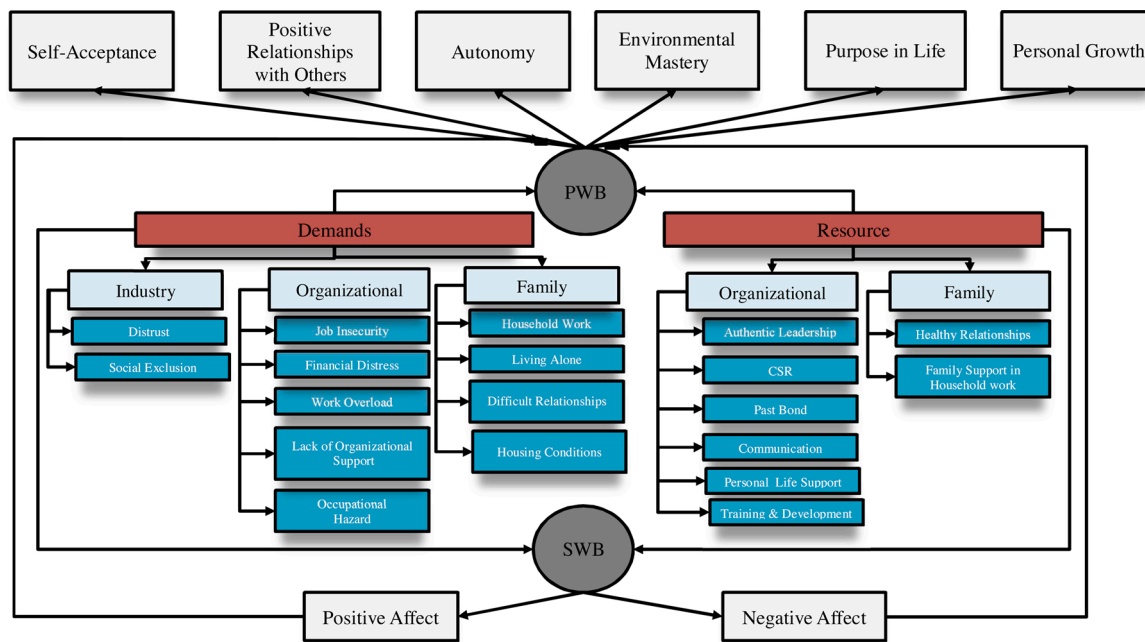 Self-Acceptance
Positive
Relationships
with Others
Autonomy
Environmental
Mastery
Purpose in Life
Personal Growth
PWB
Demands
Resource
Industry
Distrust
Social Exclusion
Organizational
Job Insecurity
Financial Distress
Work Overload
Lack of Organizational
Support
Occupational
Hazard
Family
Household Work
Living Alone
Difficult Relationships
Housing Conditions
Organizational
Authentic Leadership
CSR
Past Bond
Communication
Personal Life Support
Training & Development
Family
Healthy Relationships
Family Support in
Household work
SWB
Positive Affect
Negative Affect